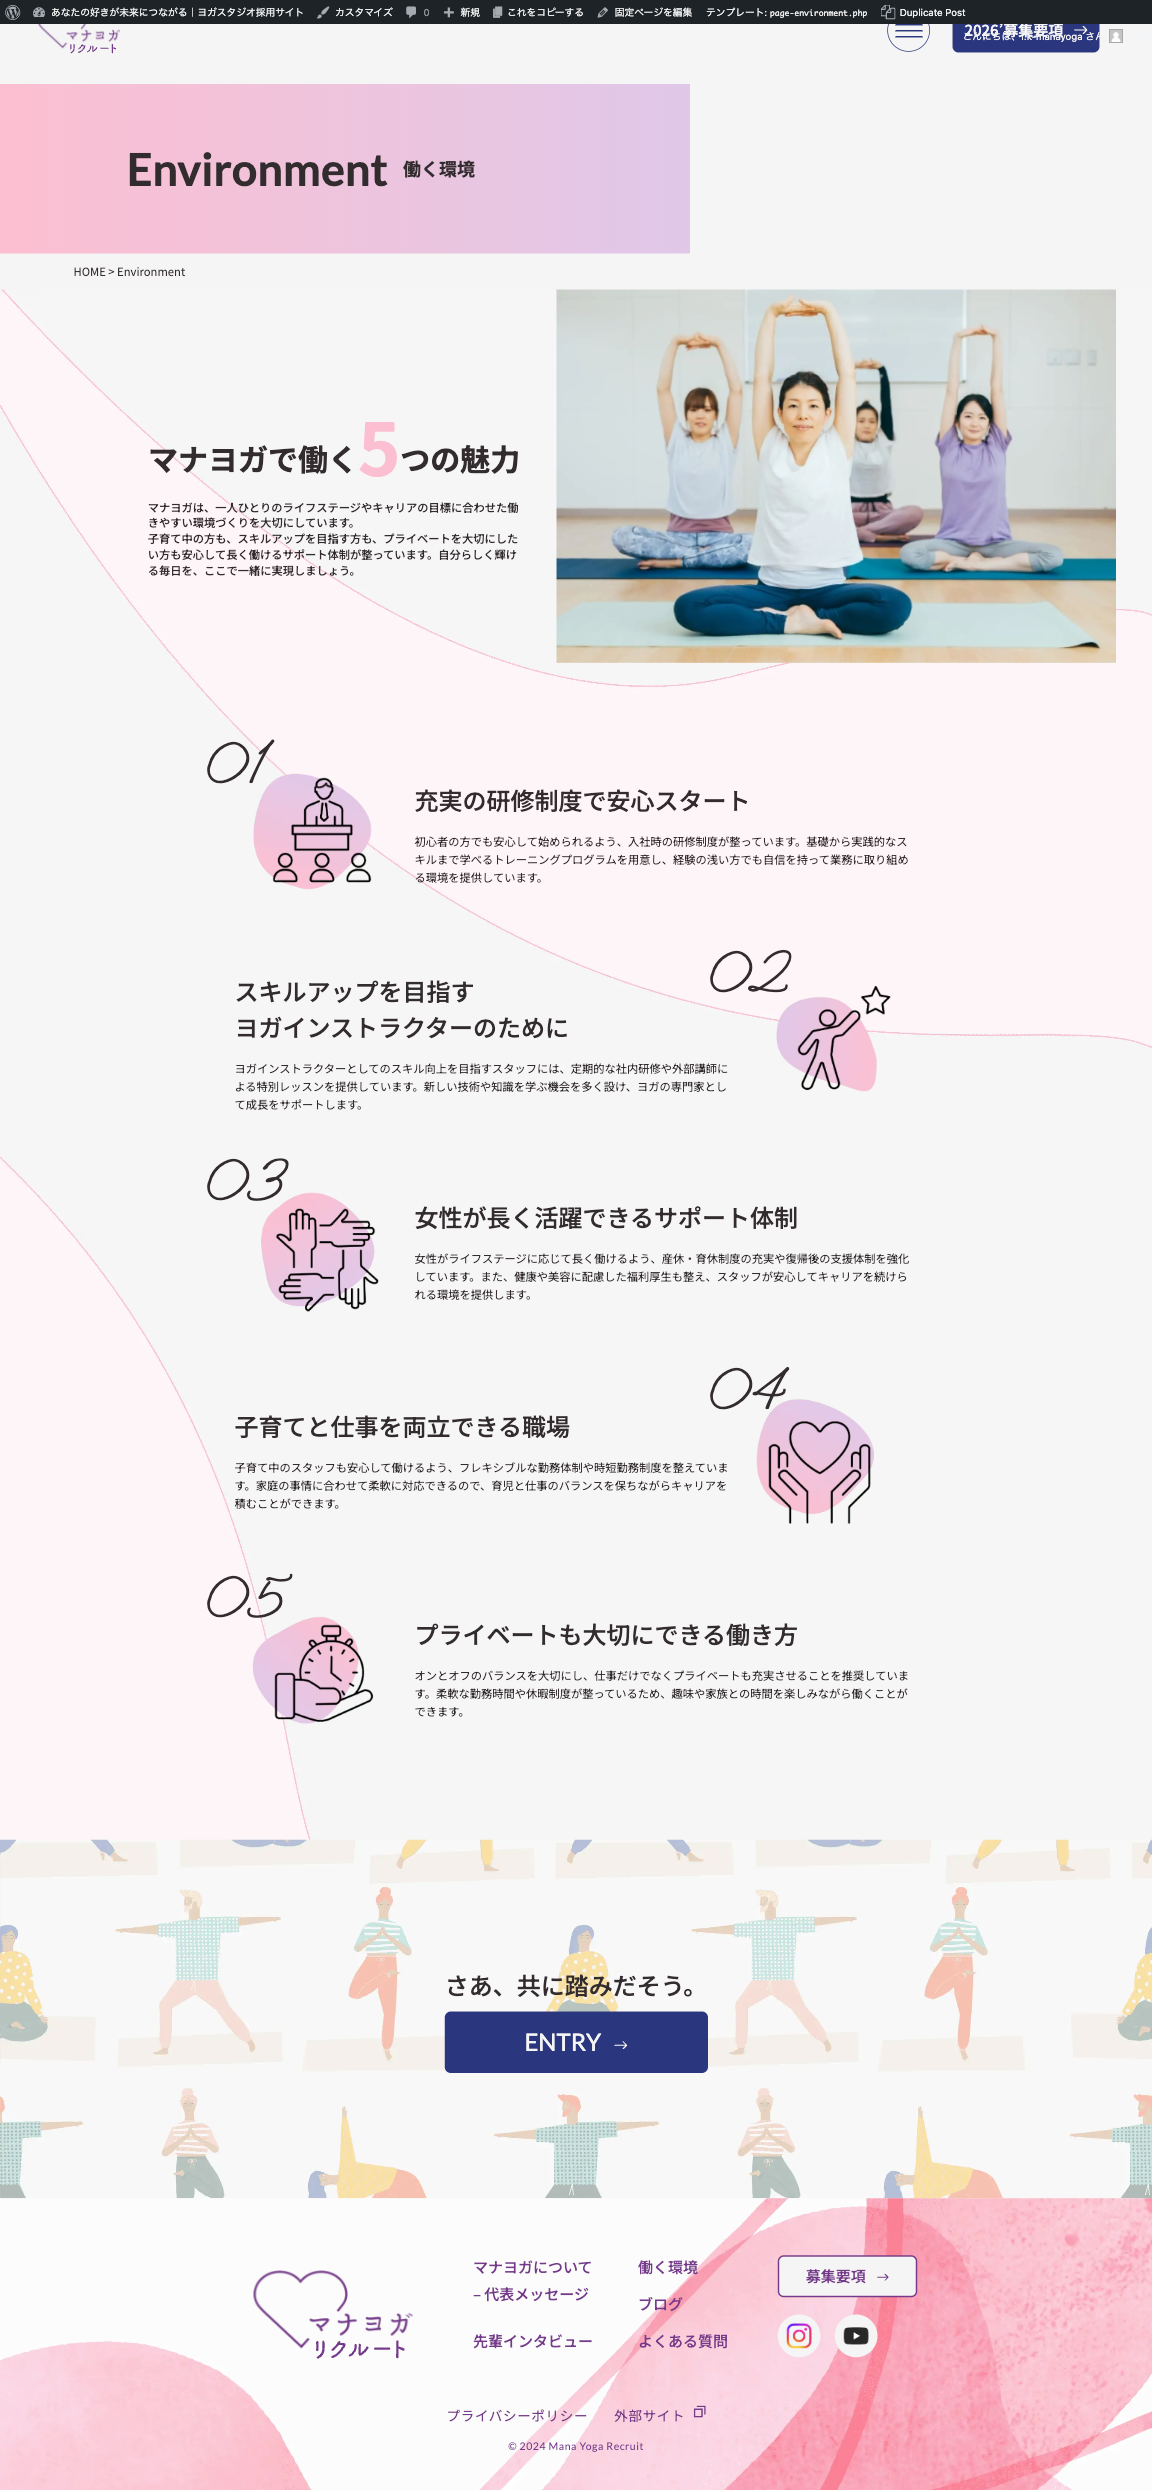 あなたの好きが未来につながる｜ヨガスタジオ採用サイト カスタマイズ 0 新規 これをコピーする 固定ページを編集 テンプレート: page-environment.php Duplicate Post
マナヨガ
リクルート
Environment 働く環境
HOME > Environment
マナヨガで働く5つの魅力
マナヨガは、一人ひとりのライフステージやキャリアの目標に合わせた働
きやすい環境づくりを大切にしています。
子育て中の方も、スキルアップを目指す方も、プライベートを大切にした
い方も安心して長く働けるサポート体制が整っています。自分らしく輝け
る毎日を、ここで一緒に実現しましょう。
01
充実の研修制度で安心スタート
初心者の方でも安心して始められるよう、入社時の研修制度が整っています。基礎から実践的なス
キルまで学べるトレーニングプログラムを用意し、経験の浅い方でも自信を持って業務に取り組め
る環境を提供しています。
02
スキルアップを目指す
ヨガインストラクターのために
ヨガインストラクターとしてのスキル向上を目指すスタッフには、定期的な社内研修や外部講師に
よる特別レッスンを提供しています。新しい技術や知識を学ぶ機会を多く設け、ヨガの専門家とし
て成長をサポートします。
03
女性が長く活躍できるサポート体制
女性がライフステージに応じて長く働けるよう、産休・育休制度の充実や復帰後の支援体制を強化
しています。また、健康や美容に配慮した福利厚生も整え、スタッフが安心してキャリアを続けら
れる環境を提供します。
04
子育てと仕事を両立できる職場
子育て中のスタッフも安心して働けるよう、フレキシブルな勤務体制や時短勤務制度を整えていま
す。家庭の事情に合わせて柔軟に対応できるので、育児と仕事のバランスを保ちながらキャリアを
積むことができます。
05
プライベートも大切にできる働き方
オンとオフのバランスを大切にし、仕事だけでなくプライベートも充実させることを推奨していま
す。柔軟な勤務時間や休暇制度が整っているため、趣味や家族との時間を楽しみながら働くことが
できます。
さあ、共に踏みだそう。
ENTRY →
マナヨガ
リクルート
マナヨガについて
– 代表メッセージ
先輩インタビュー
働く環境
ブログ
よくある質問
募集要項 →
プライバシーポリシー 外部サイト
© 2024 Mana Yoga Recruit